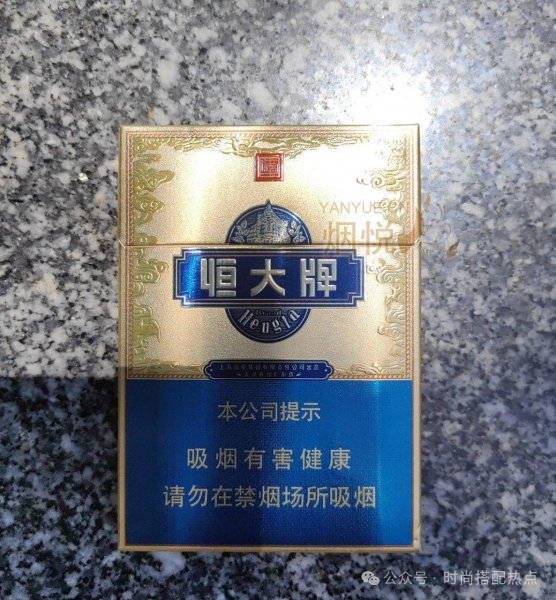 YANYUE.CN
烟悦
恒大牌
Hengta
本公司提示
吸烟有害健康
请勿在禁烟场所吸烟
公众号·时尚搭配热点